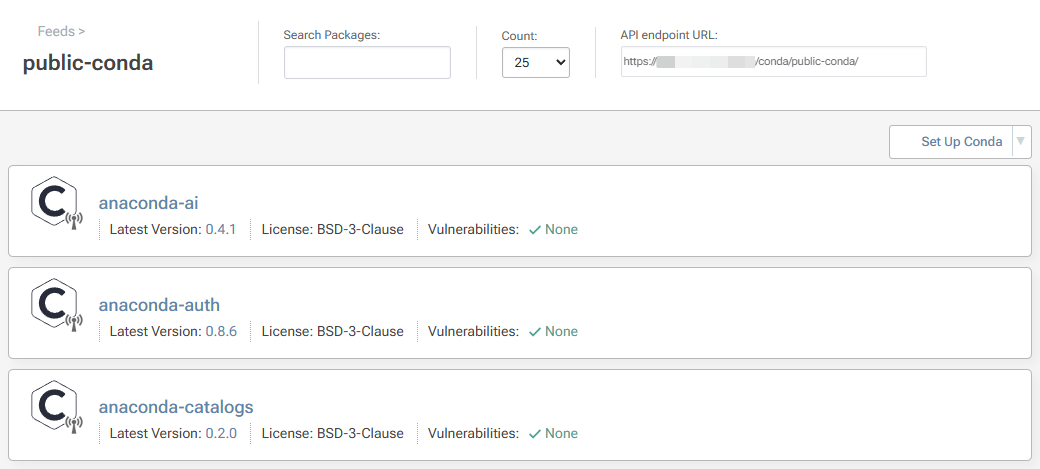 Feeds >
public-conda
Search Packages:
Count:
25
API endpoint URL:
https:// /conda/public-conda/
Set Up Conda
anaconda-ai
Latest Version: 0.4.1 License: BSD-3-Clause Vulnerabilities: ✓ None
anaconda-auth
Latest Version: 0.8.6 License: BSD-3-Clause Vulnerabilities: ✓ None
anaconda-catalogs
Latest Version: 0.2.0 License: BSD-3-Clause Vulnerabilities: ✓ None